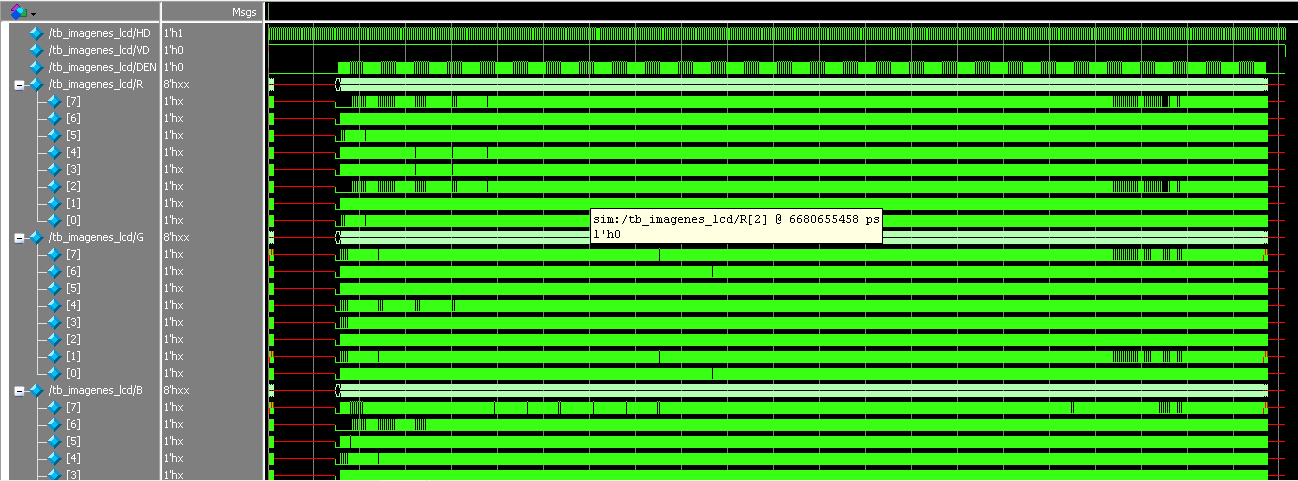 Msgs
/tb_imagenes_lcd/HD 1'h1
/tb_imagenes_lcd/VD 1'h0
/tb_imagenes_lcd/DEN 1'h0
/tb_imagenes_lcd/R 8'hxx
[7] 1'hx
[6] 1'hx
[5] 1'hx
[4] 1'hx
[3] 1'hx
[2] 1'hx
[1] 1'hx
[0] 1'hx
sim:/tb_imagenes_lcd/R[2] @ 6680655458 ps
1'h0
/tb_imagenes_lcd/G 8'hxx
[7] 1'hx
[6] 1'hx
[5] 1'hx
[4] 1'hx
[3] 1'hx
[2] 1'hx
[1] 1'hx
[0] 1'hx
/tb_imagenes_lcd/B 8'hxx
[7] 1'hx
[6] 1'hx
[5] 1'hx
[4] 1'hx
[3] 1'hx